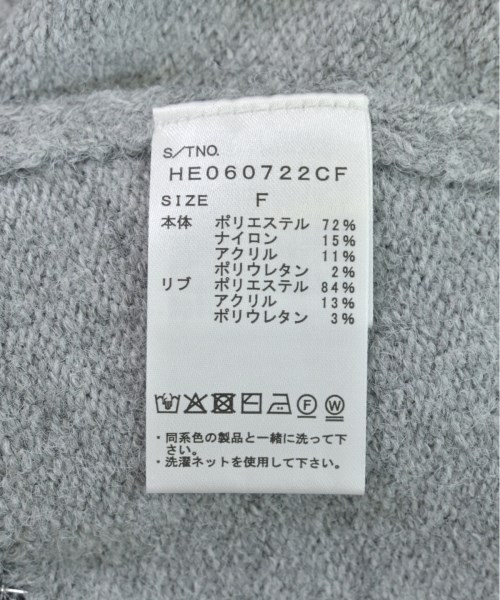 S/TNO.
HE060722CF
SIZE F
本体 ポリエステル 72%
ナイロン 15%
アクリル 11%
ポリウレタン 2%
リブ ポリエステル 84%
アクリル 13%
ポリウレタン 3%
F W
・同系色の製品と一緒に洗って下
さい。
・洗濯ネットを使用して下さい。